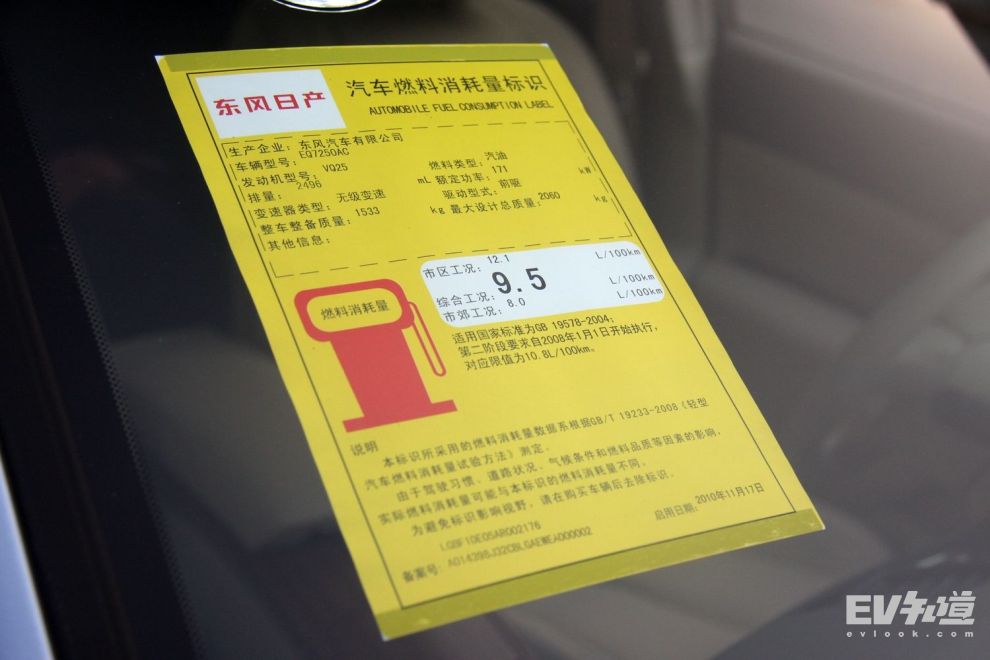 东风日产
汽车燃料消耗量标识
AUTOMOBILE FUEL CONSUMPTION LABEL
生产企业: 东风汽车有限公司
车辆型号: EQ7250AC
发动机型号: VQ25 燃料类型: 汽油
排量: 2496 mL 额定功率: 171 kW
变速器类型: 无级变速 驱动型式: 前驱
整车整备质量: 1533 kg 最大设计总质量: 2060 kg
其他信息:
燃料消耗量
市区工况: 12.1 L/100km
综合工况: 9.5 L/100km
市郊工况: 8.0 L/100km
适用国家标准为GB 19578-2004;
第二阶段要求自2008年1月1日开始执行,
对应限值为10.8L/100km。
说明
本标识所采用的燃料消耗量数据系根据GB/T 19233-2008《轻型
汽车燃料消耗量试验方法》测定。
由于驾驶习惯、道路状况、气候条件和燃料品质等因素的影响,
实际燃料消耗量可能与本标识的燃料消耗量不同。
为避免标识影响视野, 请在购买车辆后去除标识。
LGBF1DE0SAR002176
备案号: A014398J32CBLGAEWEAD00002
启用日期: 2010年11月17日
EV知道
evlook.com